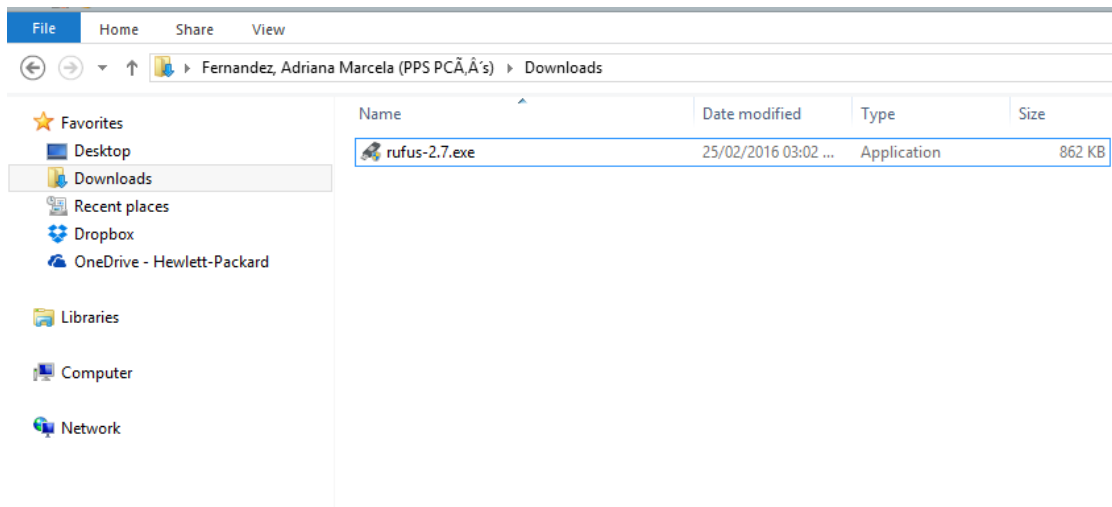 File Home Share View
Fernandez, Adriana Marcela (PPS PCÃ‚Â´s) Downloads
Name Date modified Type Size
Favorites
rufus-2.7.exe 25/02/2016 03:02 ... Application 862 KB
Desktop
Downloads
Recent places
Dropbox
OneDrive - Hewlett-Packard
Libraries
Computer
Network